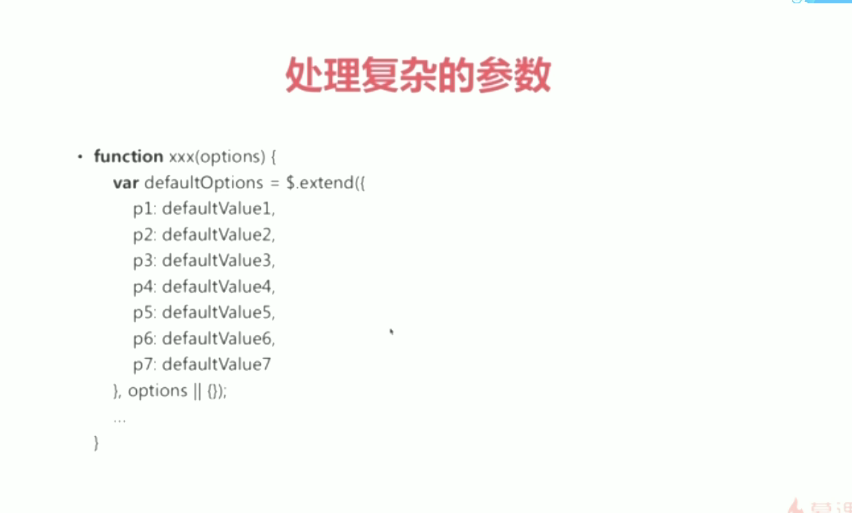 处理复杂的参数
• function xxx(options) {
var defaultOptions = $.extend({
p1: defaultValue1,
p2: defaultValue2,
p3: defaultValue3,
p4: defaultValue4,
p5: defaultValue5,
p6: defaultValue6,
p7: defaultValue7
}, options || {});
...
}